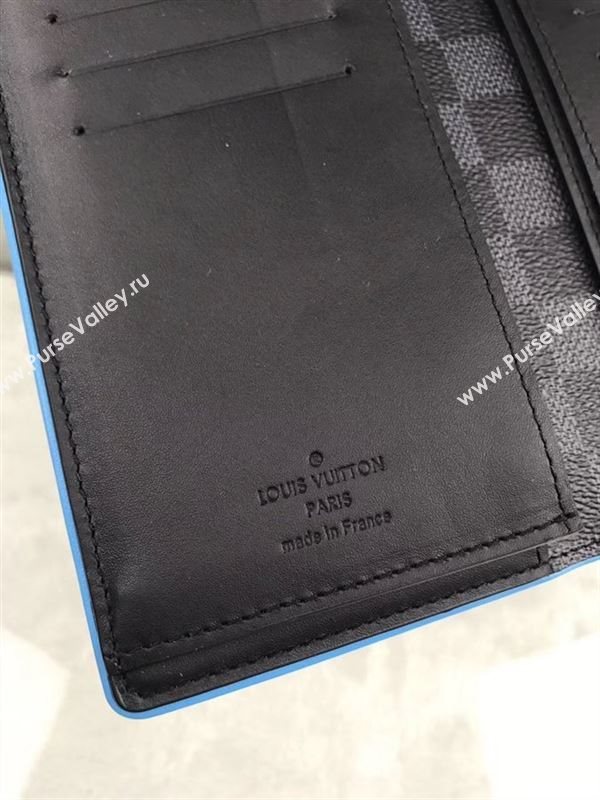 www.PurseValley.ru
www.PurseValley.ru
®
LOUIS VUITTON
PARIS
made in France